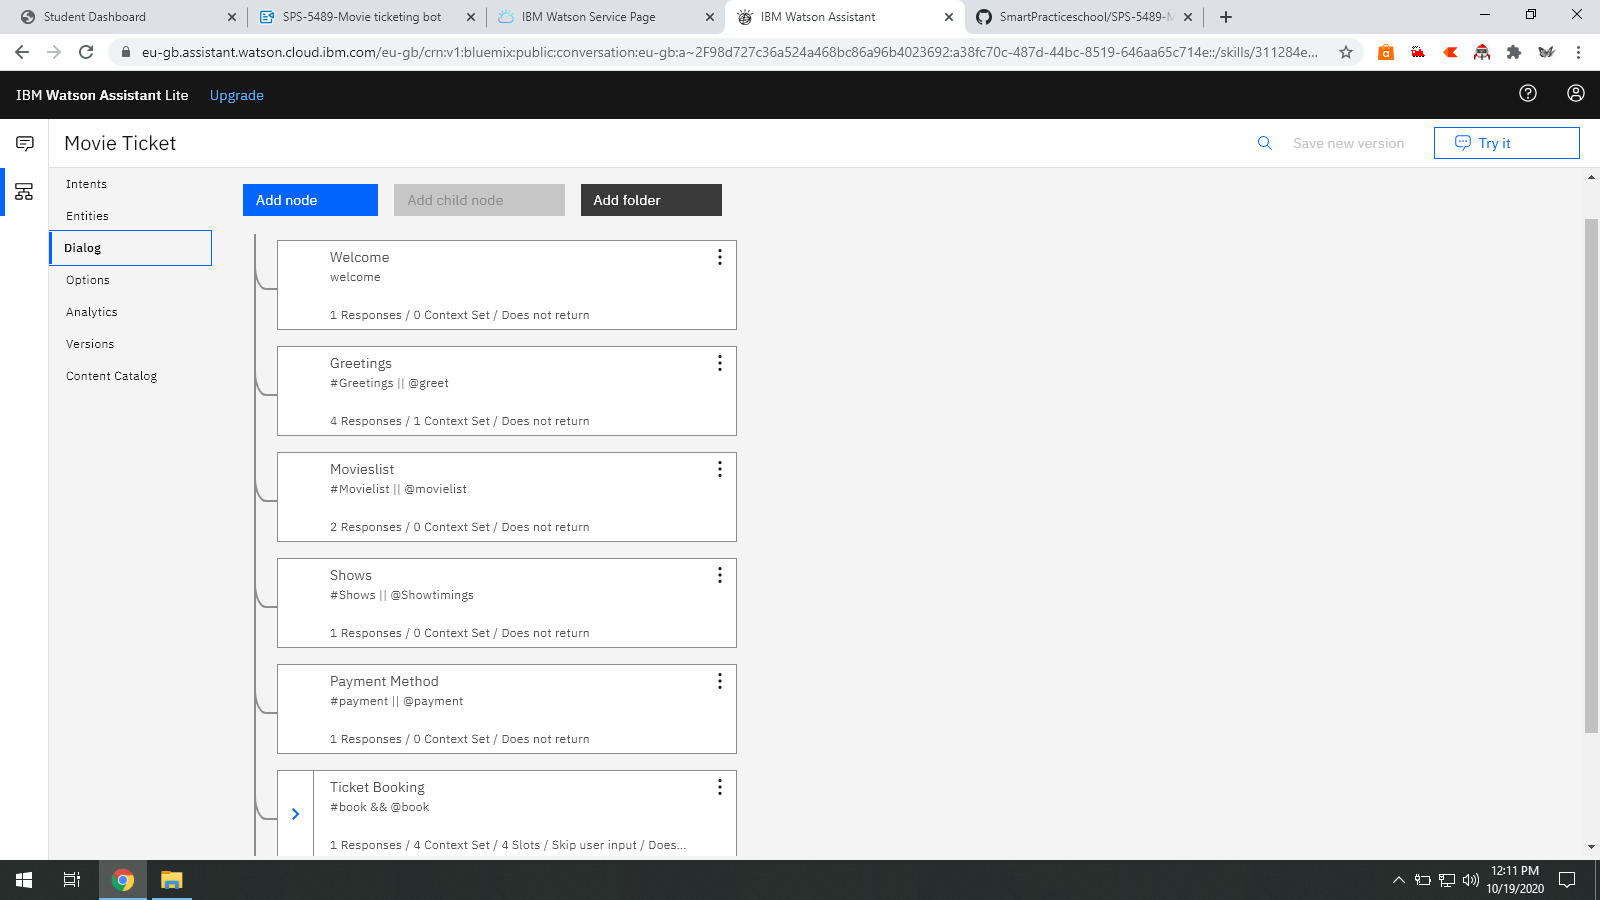 Student Dashboard
SPS-5489-Movie ticketing bot
IBM Watson Service Page
IBM Watson Assistant
SmartPracticeschool/SPS-5489-M
eu-gb.assistant.watson.cloud.ibm.com/eu-gb/crn:v1:bluemix:public:conversation:eu-gb:a~2F98d727c36a524a468bc86a96b4023692:a38fc70c-487d-44bc-8519-646aa65c714e::/skills/311284e...
IBM Watson Assistant Lite
Upgrade
Movie Ticket
Save new version
Try it
Intents
Entities
Dialog
Options
Analytics
Versions
Content Catalog
Add node
Add child node
Add folder
Welcome
welcome
1 Responses / 0 Context Set / Does not return
Greetings
#Greetings || @greet
4 Responses / 1 Context Set / Does not return
Movieslist
#Movielist || @movielist
2 Responses / 0 Context Set / Does not return
Shows
#Shows || @Showtimings
1 Responses / 0 Context Set / Does not return
Payment Method
#payment || @payment
1 Responses / 0 Context Set / Does not return
Ticket Booking
#book && @book
1 Responses / 4 Context Set / 4 Slots / Skip user input / Does...
12:11 PM
10/19/2020